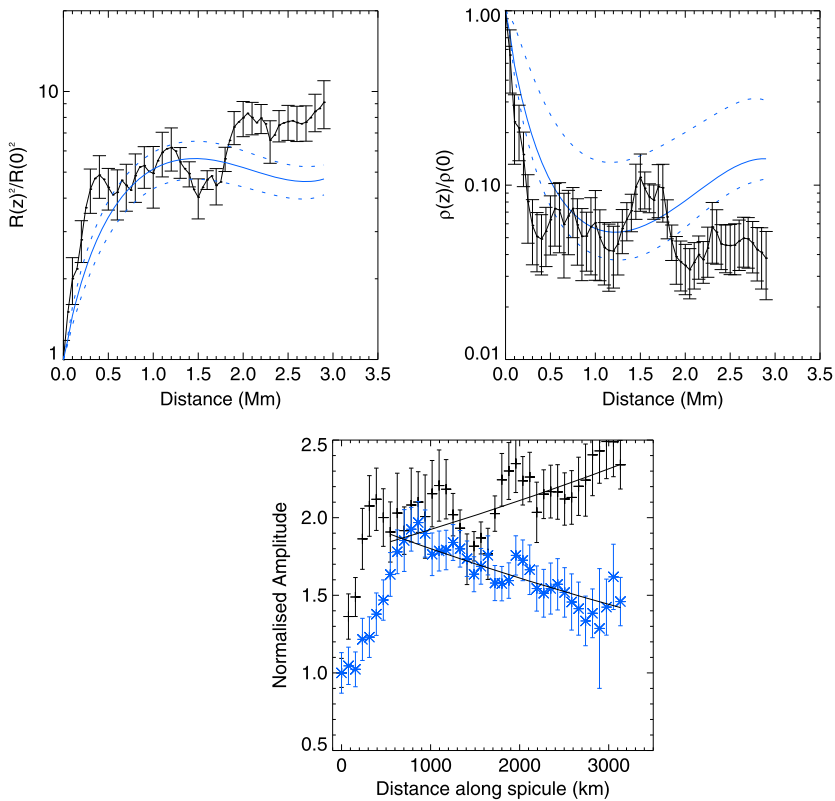 R(z)²/R(0)²
10
1
0.0 0.5 1.0 1.5 2.0 2.5 3.0 3.5
Distance (Mm)
ρ(z)/ρ(0)
1.00
0.10
0.01
0.0 0.5 1.0 1.5 2.0 2.5 3.0 3.5
Distance (Mm)
Normalised Amplitude
2.5
2.0
1.5
1.0
0.5
0 1000 2000 3000
Distance along spicule (km)